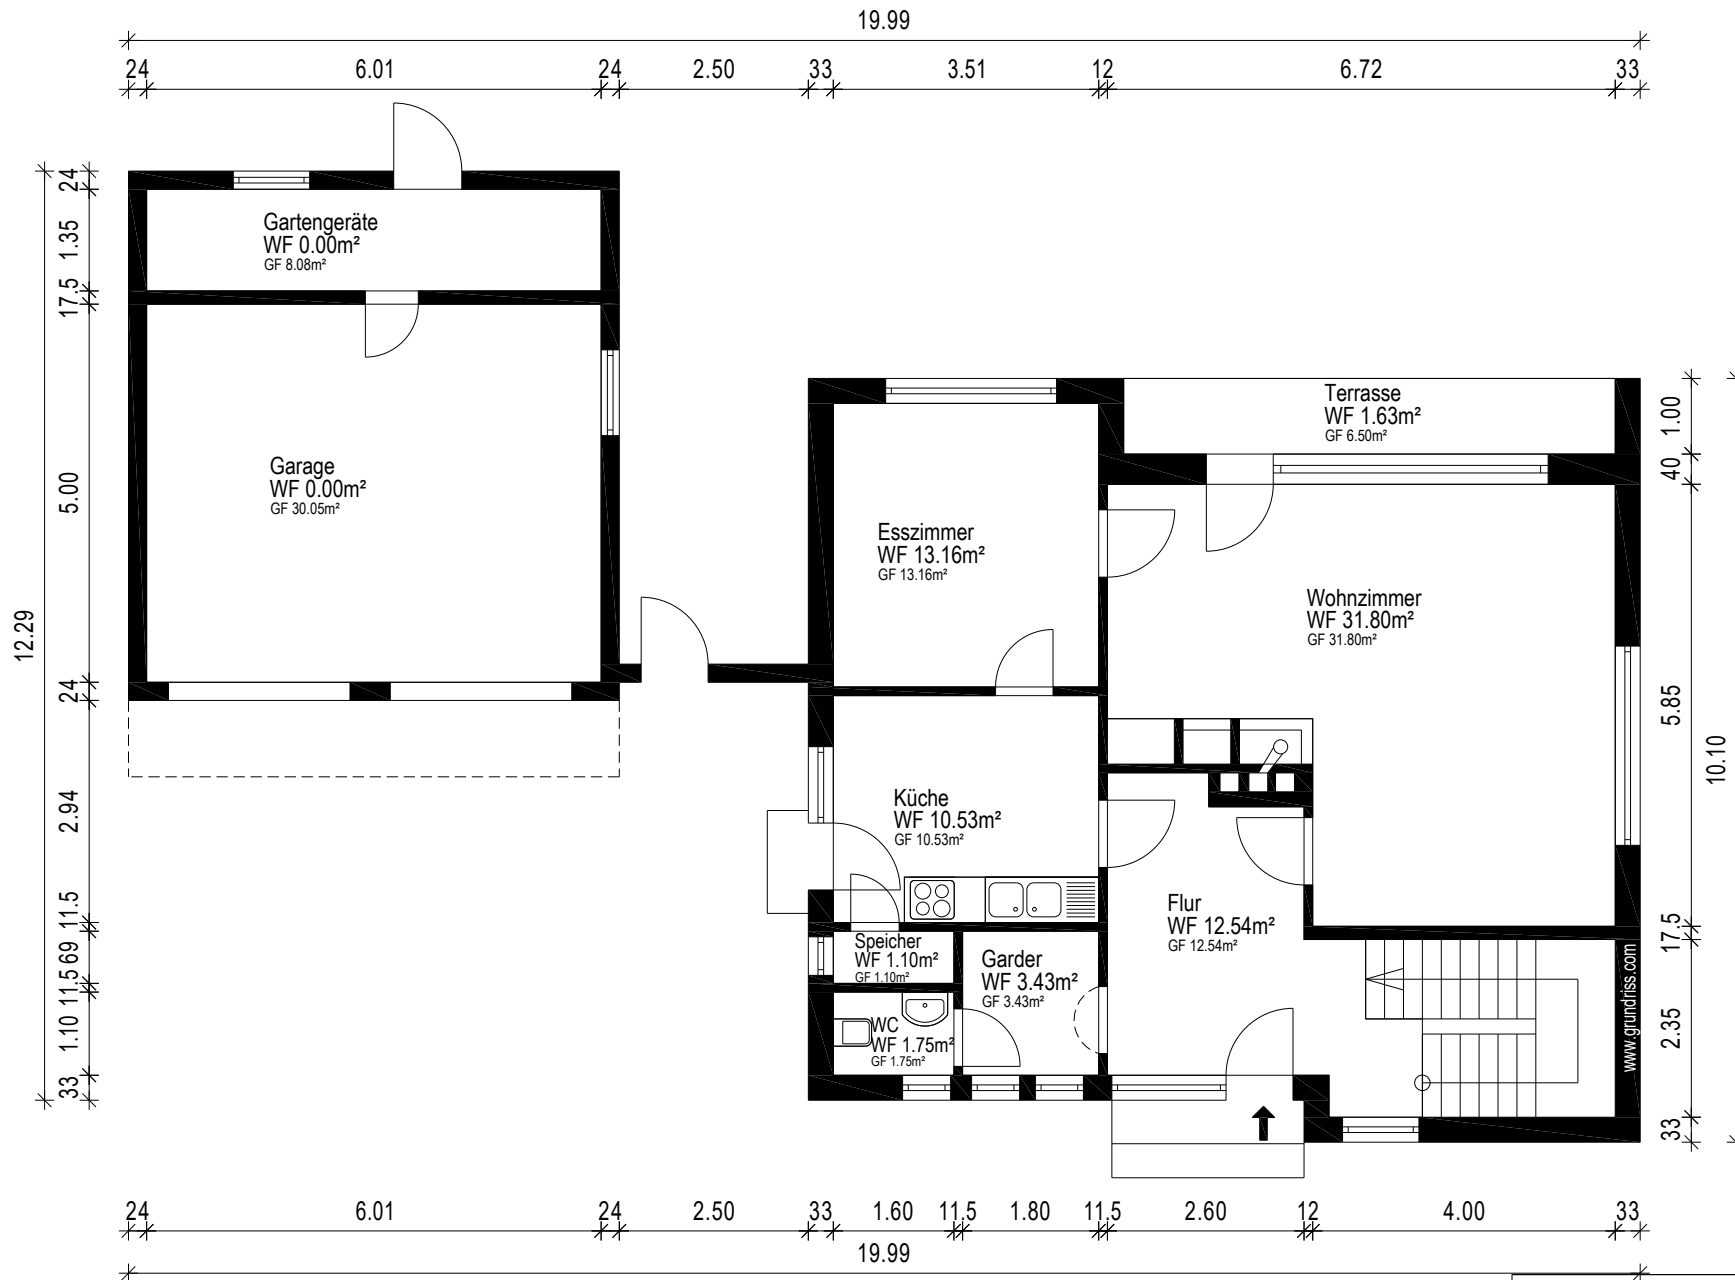 19.99
24 6.01 24 2.50 33 3.51 12 6.72 33
24
1.35
17.5
5.00
24
2.94
11.5
69
11.5
1.10
33
12.29
Gartengeräte
WF 0.00m²
GF 8.08m²
Garage
WF 0.00m²
GF 30.05m²
Terrasse
WF 1.63m²
GF 6.50m²
Esszimmer
WF 13.16m²
GF 13.16m²
Wohnzimmer
WF 31.80m²
GF 31.80m²
Küche
WF 10.53m²
GF 10.53m²
Flur
WF 12.54m²
GF 12.54m²
Speicher
WF 1.10m²
GF 1.10m²
Garder
WF 3.43m²
GF 3.43m²
WC
WF 1.75m²
GF 1.75m²
www.grundriss.com
1.00
40
5.85
17.5
2.35
33
10.10
24 6.01 24 2.50 33 1.60 11.5 1.80 11.5 2.60 12 4.00 33
19.99